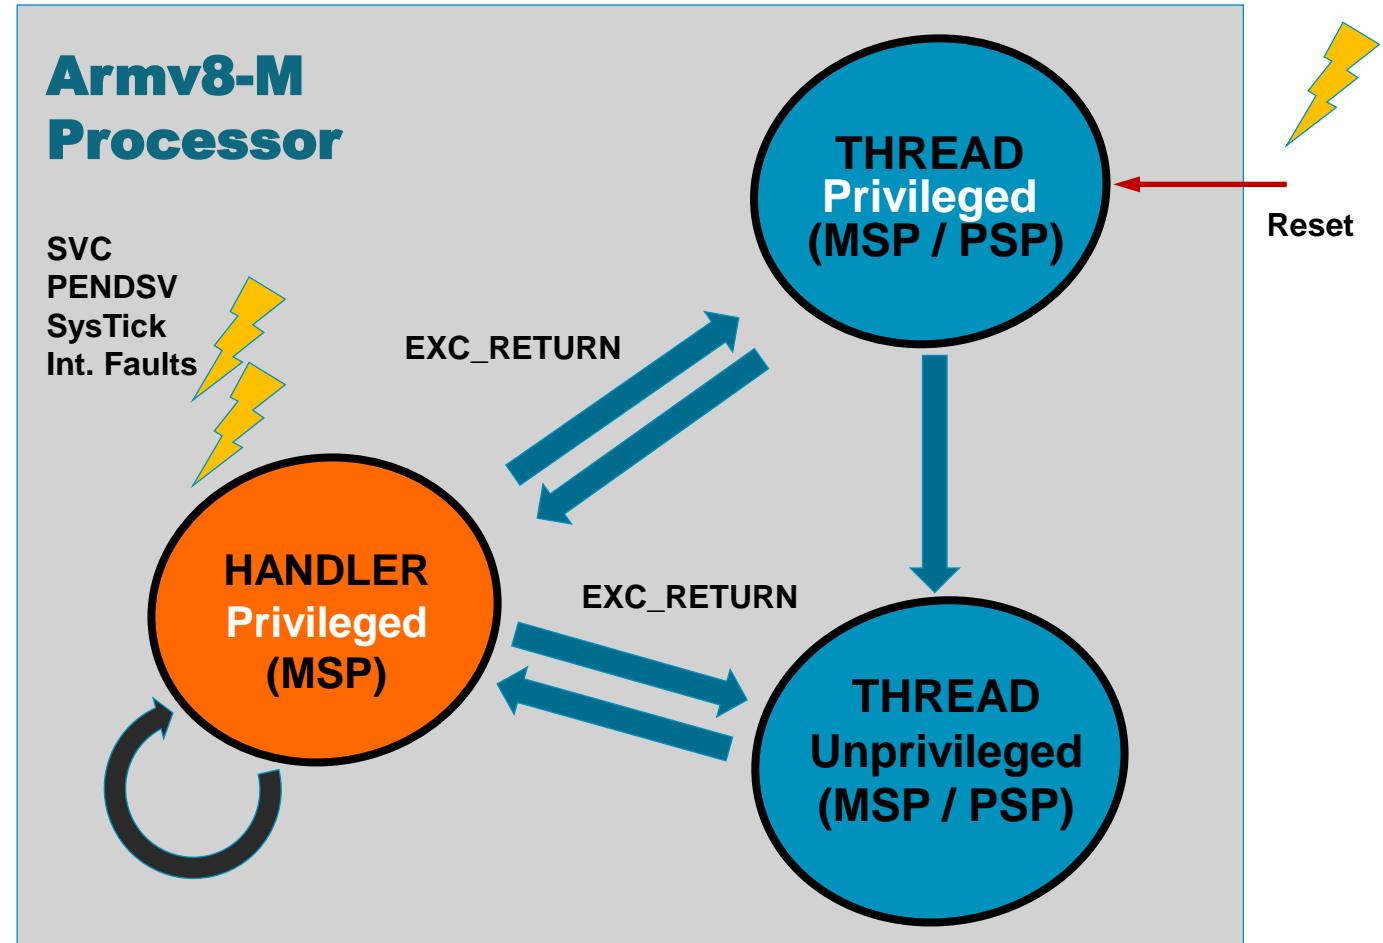 Armv8-M
Processor
SVC
PENDSV
SysTick
Int. Faults
EXC_RETURN
THREAD
Privileged
(MSP / PSP)
Reset
HANDLER
Privileged
(MSP)
EXC_RETURN
THREAD
Unprivileged
(MSP / PSP)